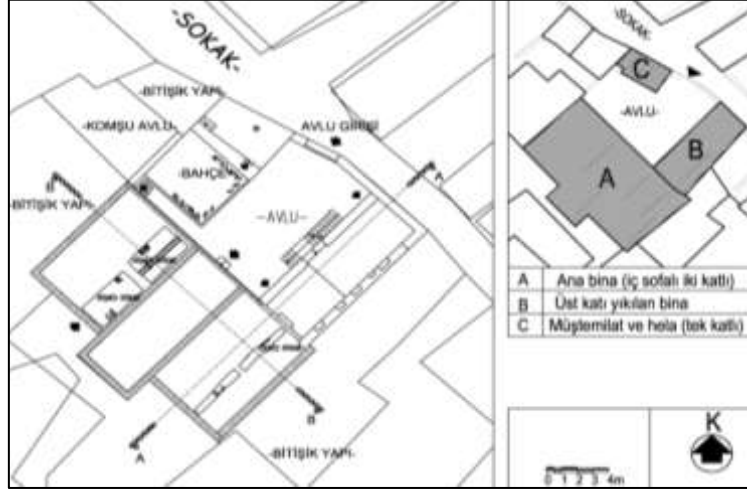 -SOKAK-
-BİTİŞİK YAPI-
-KOMŞU AVLU-
AVLU GİRİŞİ
-BAHÇE-
A
B
-BİTİŞİK YAPI-
-AVLU-
B
A
-BİTİŞİK YAPI-
-SOKAK-
C
-AVLU-
B
A
A Ana bina (iç sofalı iki katlı)
B Üst katı yıkılan bina
C Müştemilat ve hela (tek katlı)
K
0 1 2 3 4m